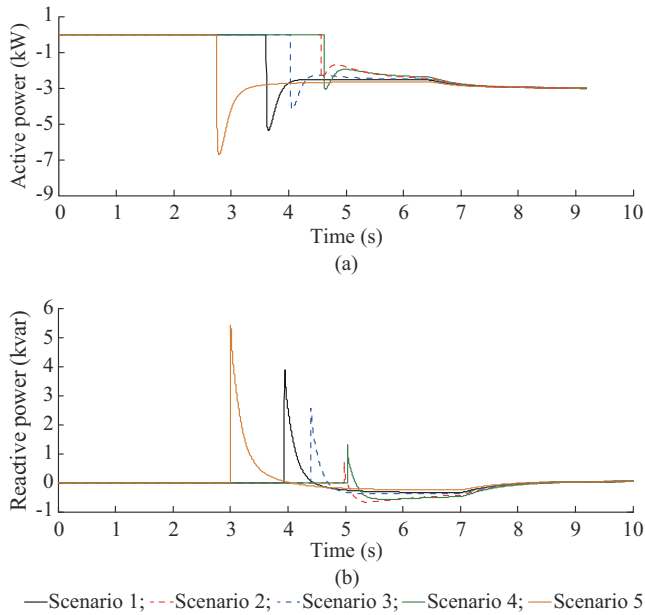 1
-1
-3
-5
-7
-9
Active power (kW)
0 1 2 3 4 5 6 7 8 9 10
Time (s)
(a)
6
5
4
3
2
1
0
-1
Reactive power (kvar)
0 1 2 3 4 5 6 7 8 9 10
Time (s)
(b)
Scenario 1; Scenario 2; Scenario 3; Scenario 4; Scenario 5